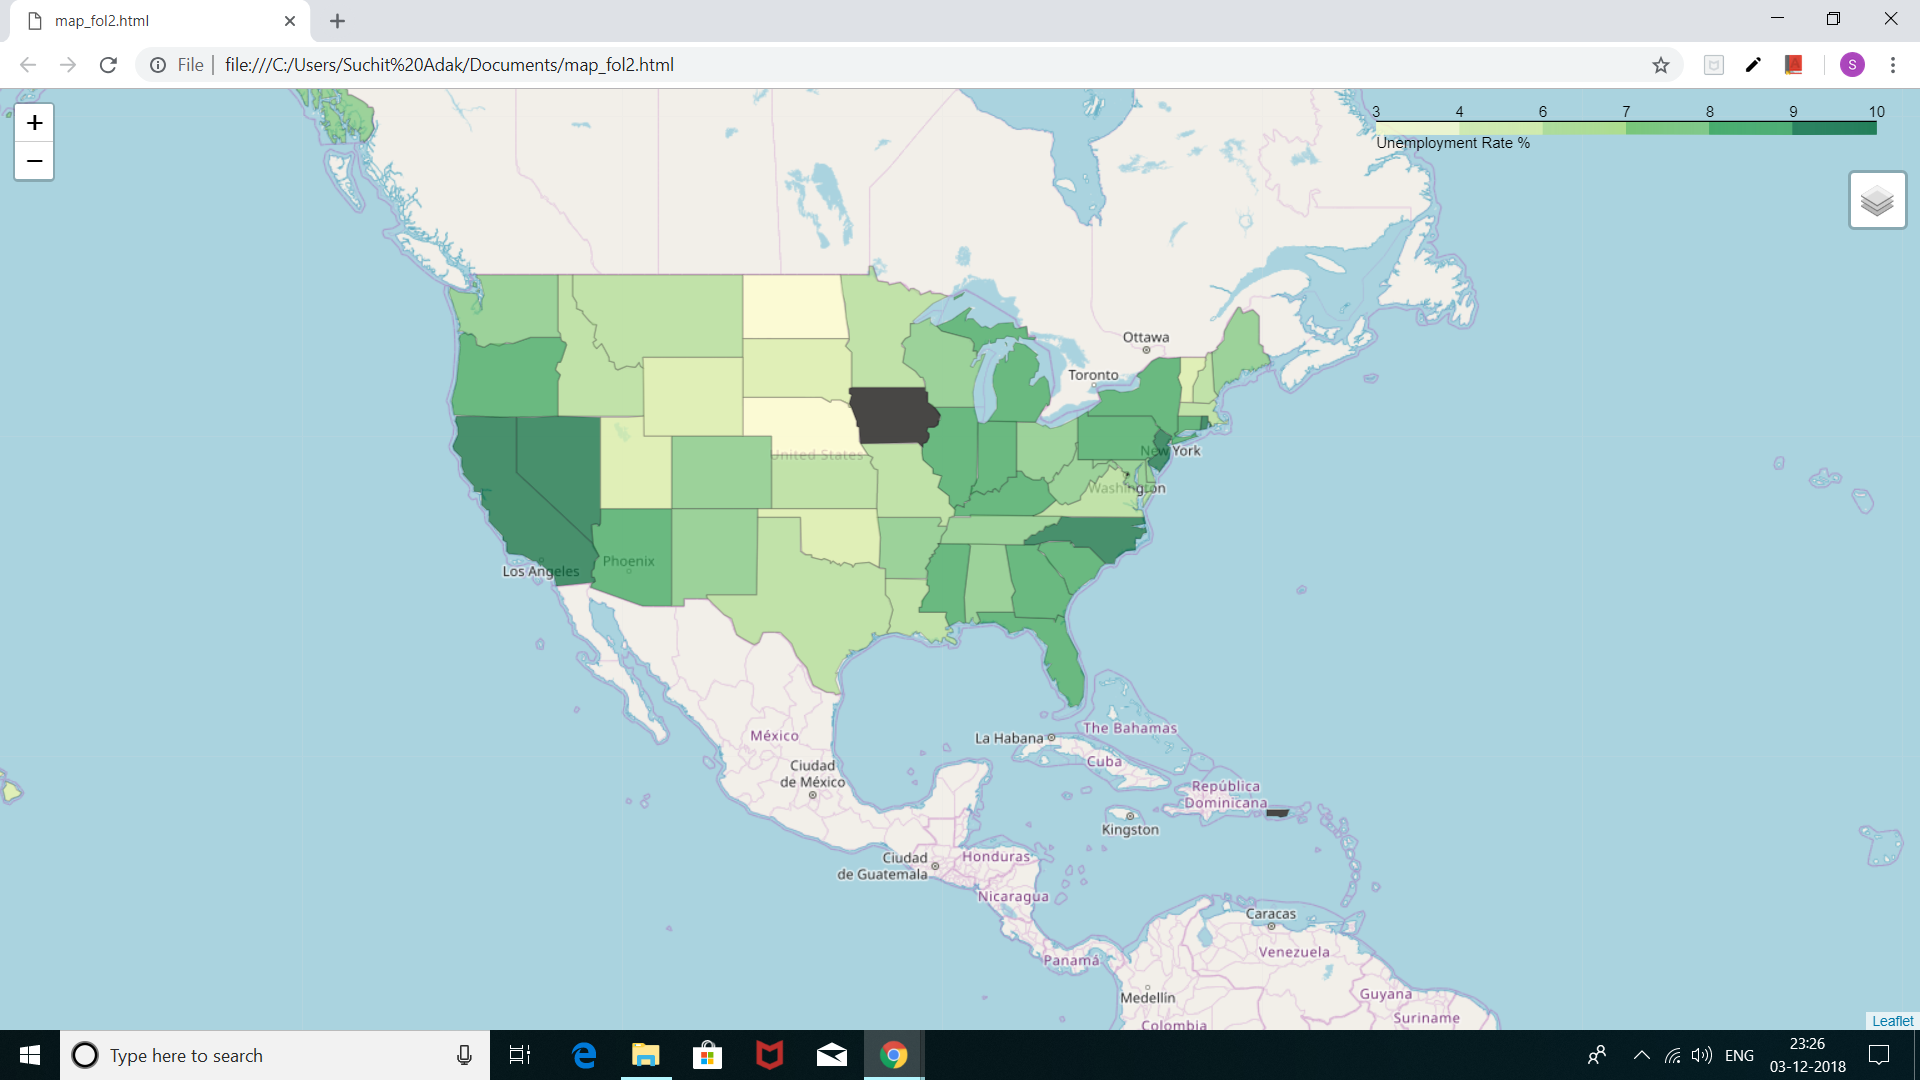 map_fol2.html
File
file:///C:/Users/Suchit%20Adak/Documents/map_fol2.html
S
+
−
3 4 6 7 8 9 10
Unemployment Rate %
Ottawa
Toronto
United States
New York
Washington
Los Angeles
Phoenix
México
Ciudad
de México
La Habana
The Bahamas
Cuba
República
Dominicana
Kingston
Ciudad
de Guatemala
Honduras
Nicaragua
Caracas
Panamá
Venezuela
Medellín
Guyana
Suriname
Colombia
Leaflet
Type here to search
ENG
23:26
03-12-2018